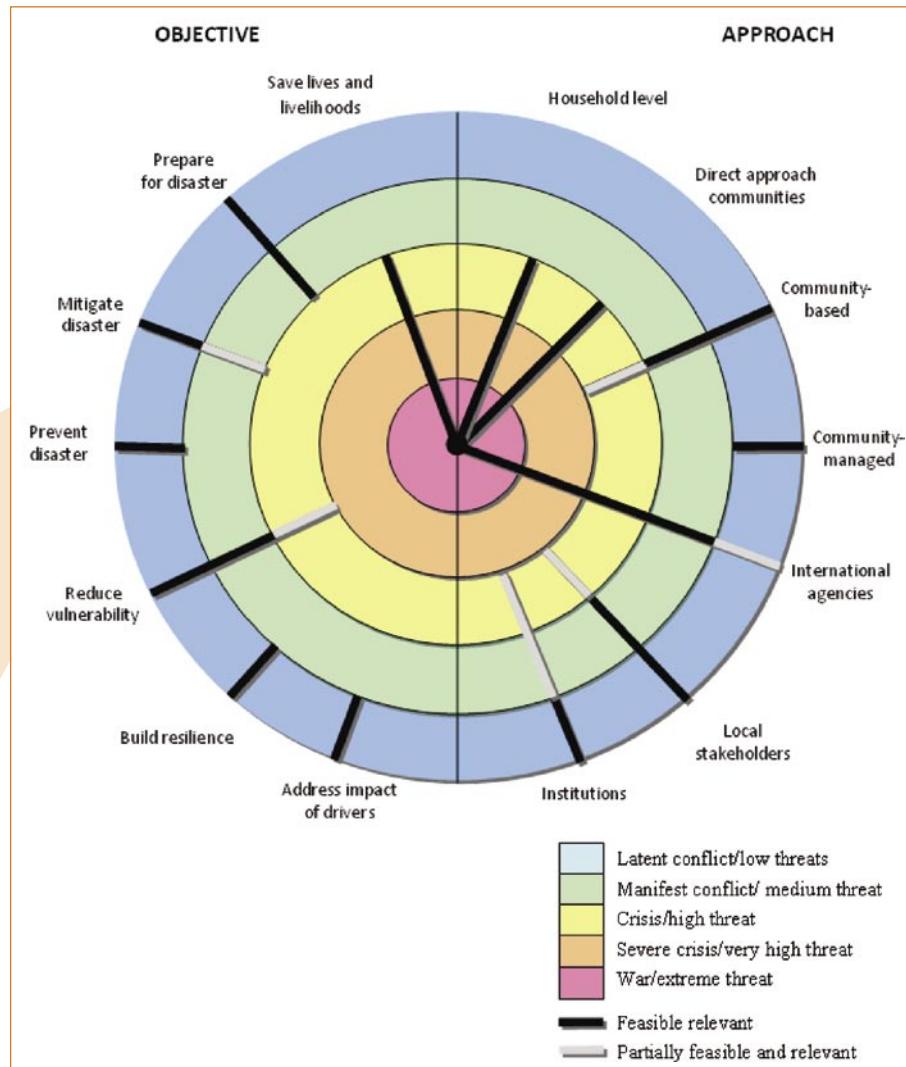 OBJECTIVE
APPROACH
Save lives and
livelihoods
Household level
Prepare
for disaster
Direct approach
communities
Mitigate
disaster
Community-
based
Prevent
disaster
Community-
managed
Reduce
vulnerability
International
agencies
Build resilience
Local
stakeholders
Address impact
of drivers
Institutions
Latent conflict/low threats
Manifest conflict/ medium threat
Crisis/high threat
Severe crisis/very high threat
War/extreme threat
Feasible relevant
Partially feasible and relevant